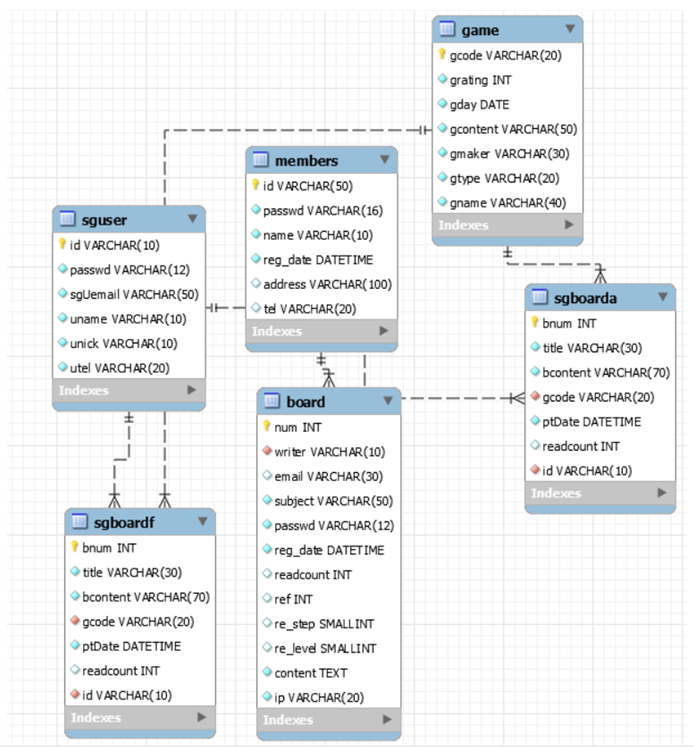 game
gcode VARCHAR(20)
grating INT
gday DATE
gcontent VARCHAR(50)
gmaker VARCHAR(30)
gtype VARCHAR(20)
gname VARCHAR(40)
Indexes
members
id VARCHAR(50)
passwd VARCHAR(16)
name VARCHAR(10)
reg_date DATETIME
address VARCHAR(100)
tel VARCHAR(20)
Indexes
sguser
id VARCHAR(10)
passwd VARCHAR(12)
sgUemail VARCHAR(50)
uname VARCHAR(10)
unick VARCHAR(10)
utel VARCHAR(20)
Indexes
sgboarda
bnum INT
title VARCHAR(30)
bcontent VARCHAR(70)
gcode VARCHAR(20)
ptDate DATETIME
readcount INT
id VARCHAR(10)
Indexes
board
num INT
writer VARCHAR(10)
email VARCHAR(30)
subject VARCHAR(50)
passwd VARCHAR(12)
reg_date DATETIME
readcount INT
ref INT
re_step SMALLINT
re_level SMALLINT
content TEXT
ip VARCHAR(20)
Indexes
sgboardf
bnum INT
title VARCHAR(30)
bcontent VARCHAR(70)
gcode VARCHAR(20)
ptDate DATETIME
readcount INT
id VARCHAR(10)
Indexes